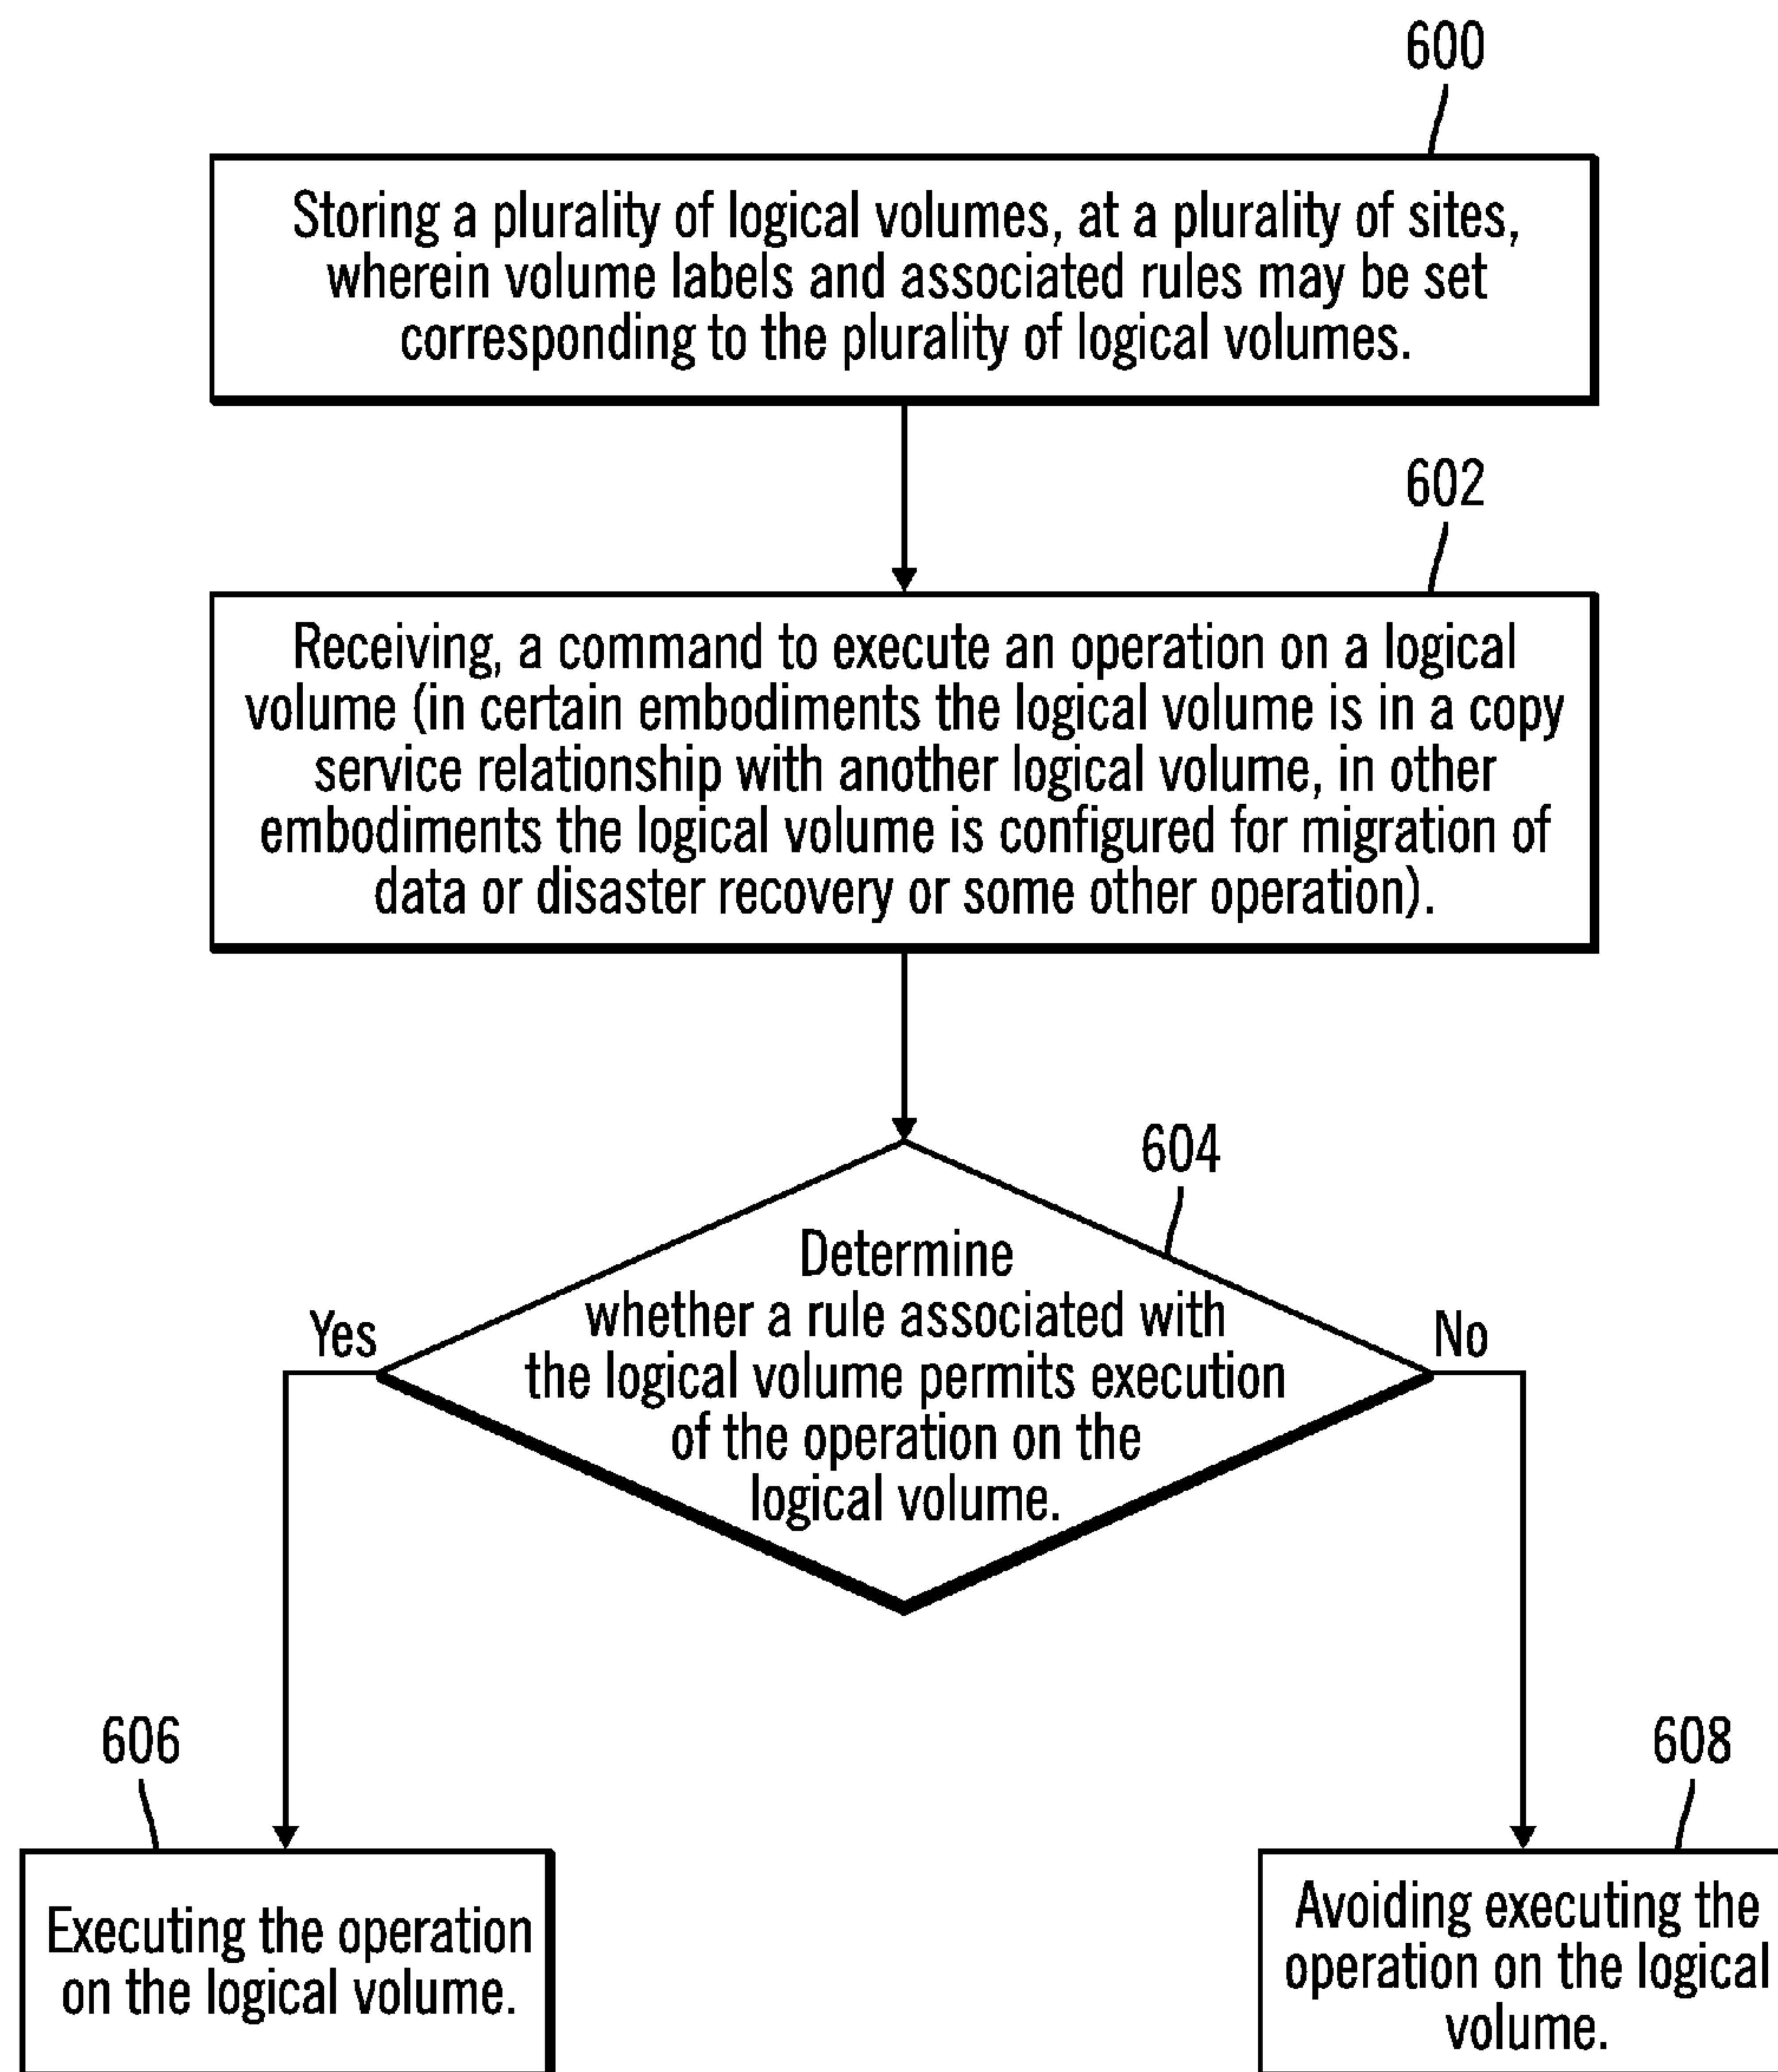 600
Storing a plurality of logical volumes, at a plurality of sites,
wherein volume labels and associated rules may be set
corresponding to the plurality of logical volumes.
602
Receiving, a command to execute an operation on a logical
volume (in certain embodiments the logical volume is in a copy
service relationship with another logical volume, in other
embodiments the logical volume is configured for migration of
data or disaster recovery or some other operation).
604
Determine
whether a rule associated with
the logical volume permits execution
of the operation on the
logical volume.
Yes
No
606
Executing the operation
on the logical volume.
608
Avoiding executing the
operation on the logical
volume.